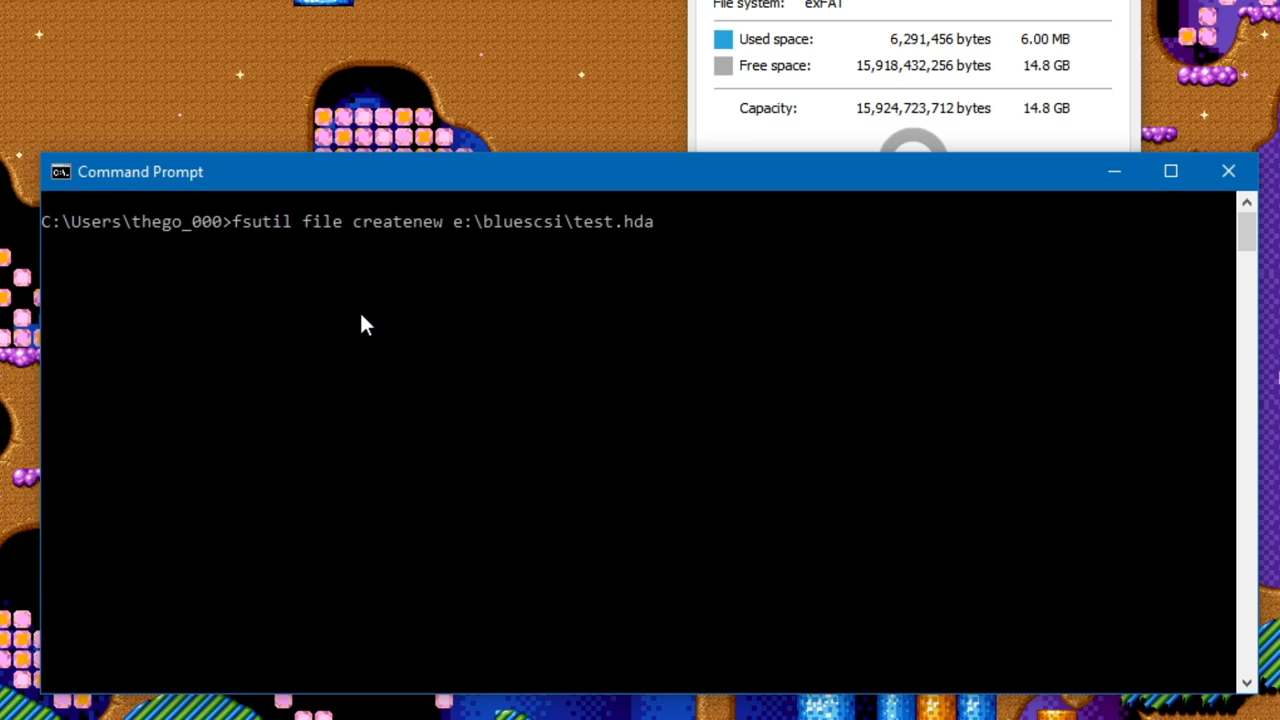 File system: exFAT
Used space: 6,291,456 bytes 6.00 MB
Free space: 15,918,432,256 bytes 14.8 GB
Capacity: 15,924,723,712 bytes 14.8 GB
Command Prompt
C:\Users\thego_000>fsutil file createnew e:\bluescsi\test.hda